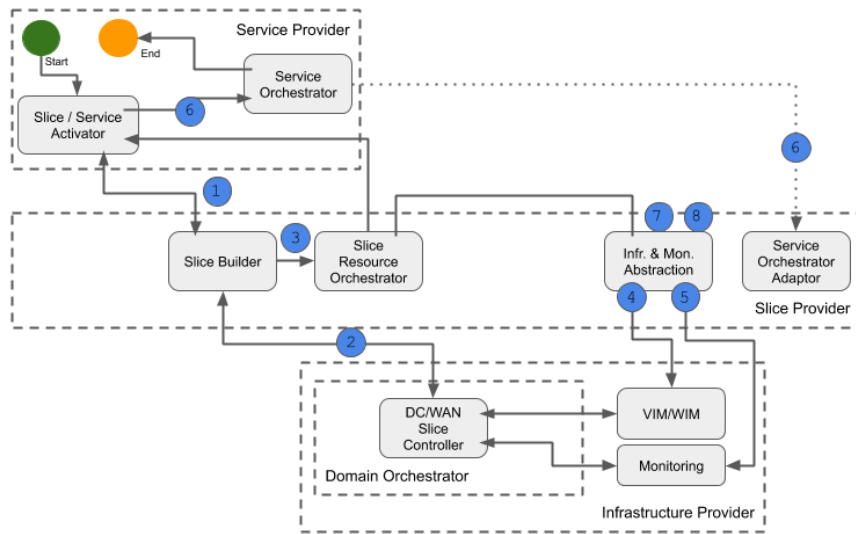 Service Provider
Start
End
Service
Orchestrator
Slice / Service
Activator
6
6
1
7
8
3
Slice Builder
Slice
Resource
Orchestrator
Infr. & Mon.
Abstraction
Service
Orchestrator
Adaptor
4
5
Slice Provider
2
DC/WAN
Slice
Controller
VIM/WIM
Monitoring
Domain Orchestrator
Infrastructure Provider